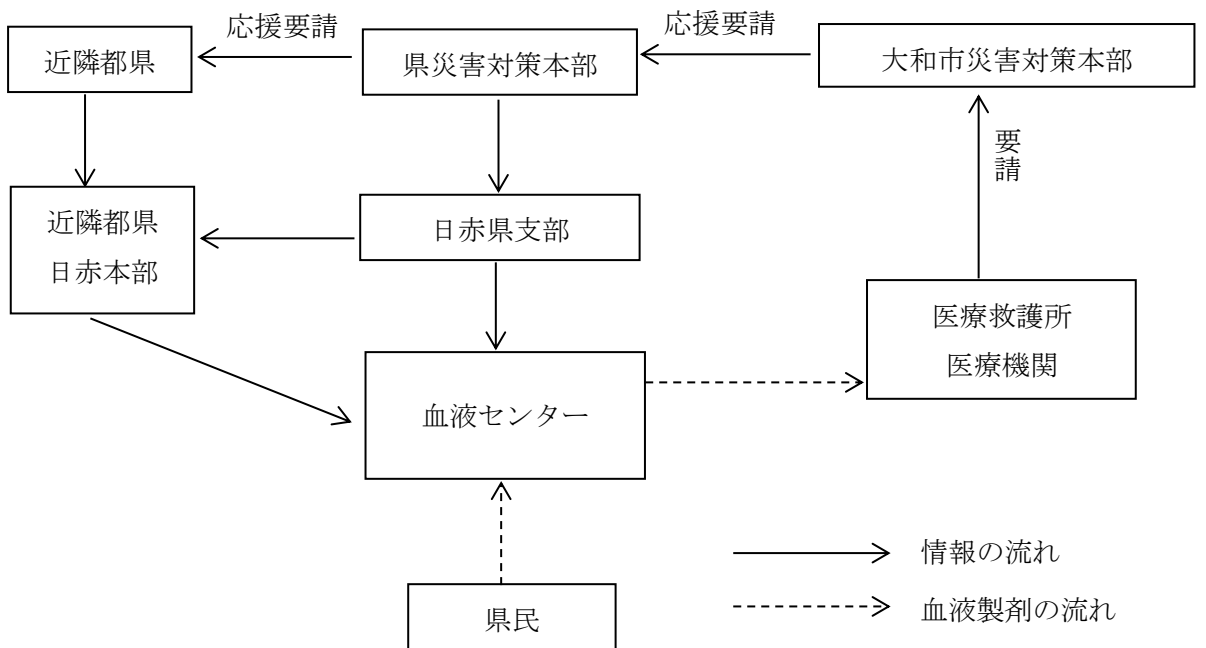 応援要請
応援要請
近隣都県
県災害対策本部
大和市災害対策本部
要請
近隣都県
日赤本部
日赤県支部
医療救護所
医療機関
血液センター
情報の流れ
血液製剤の流れ
県民